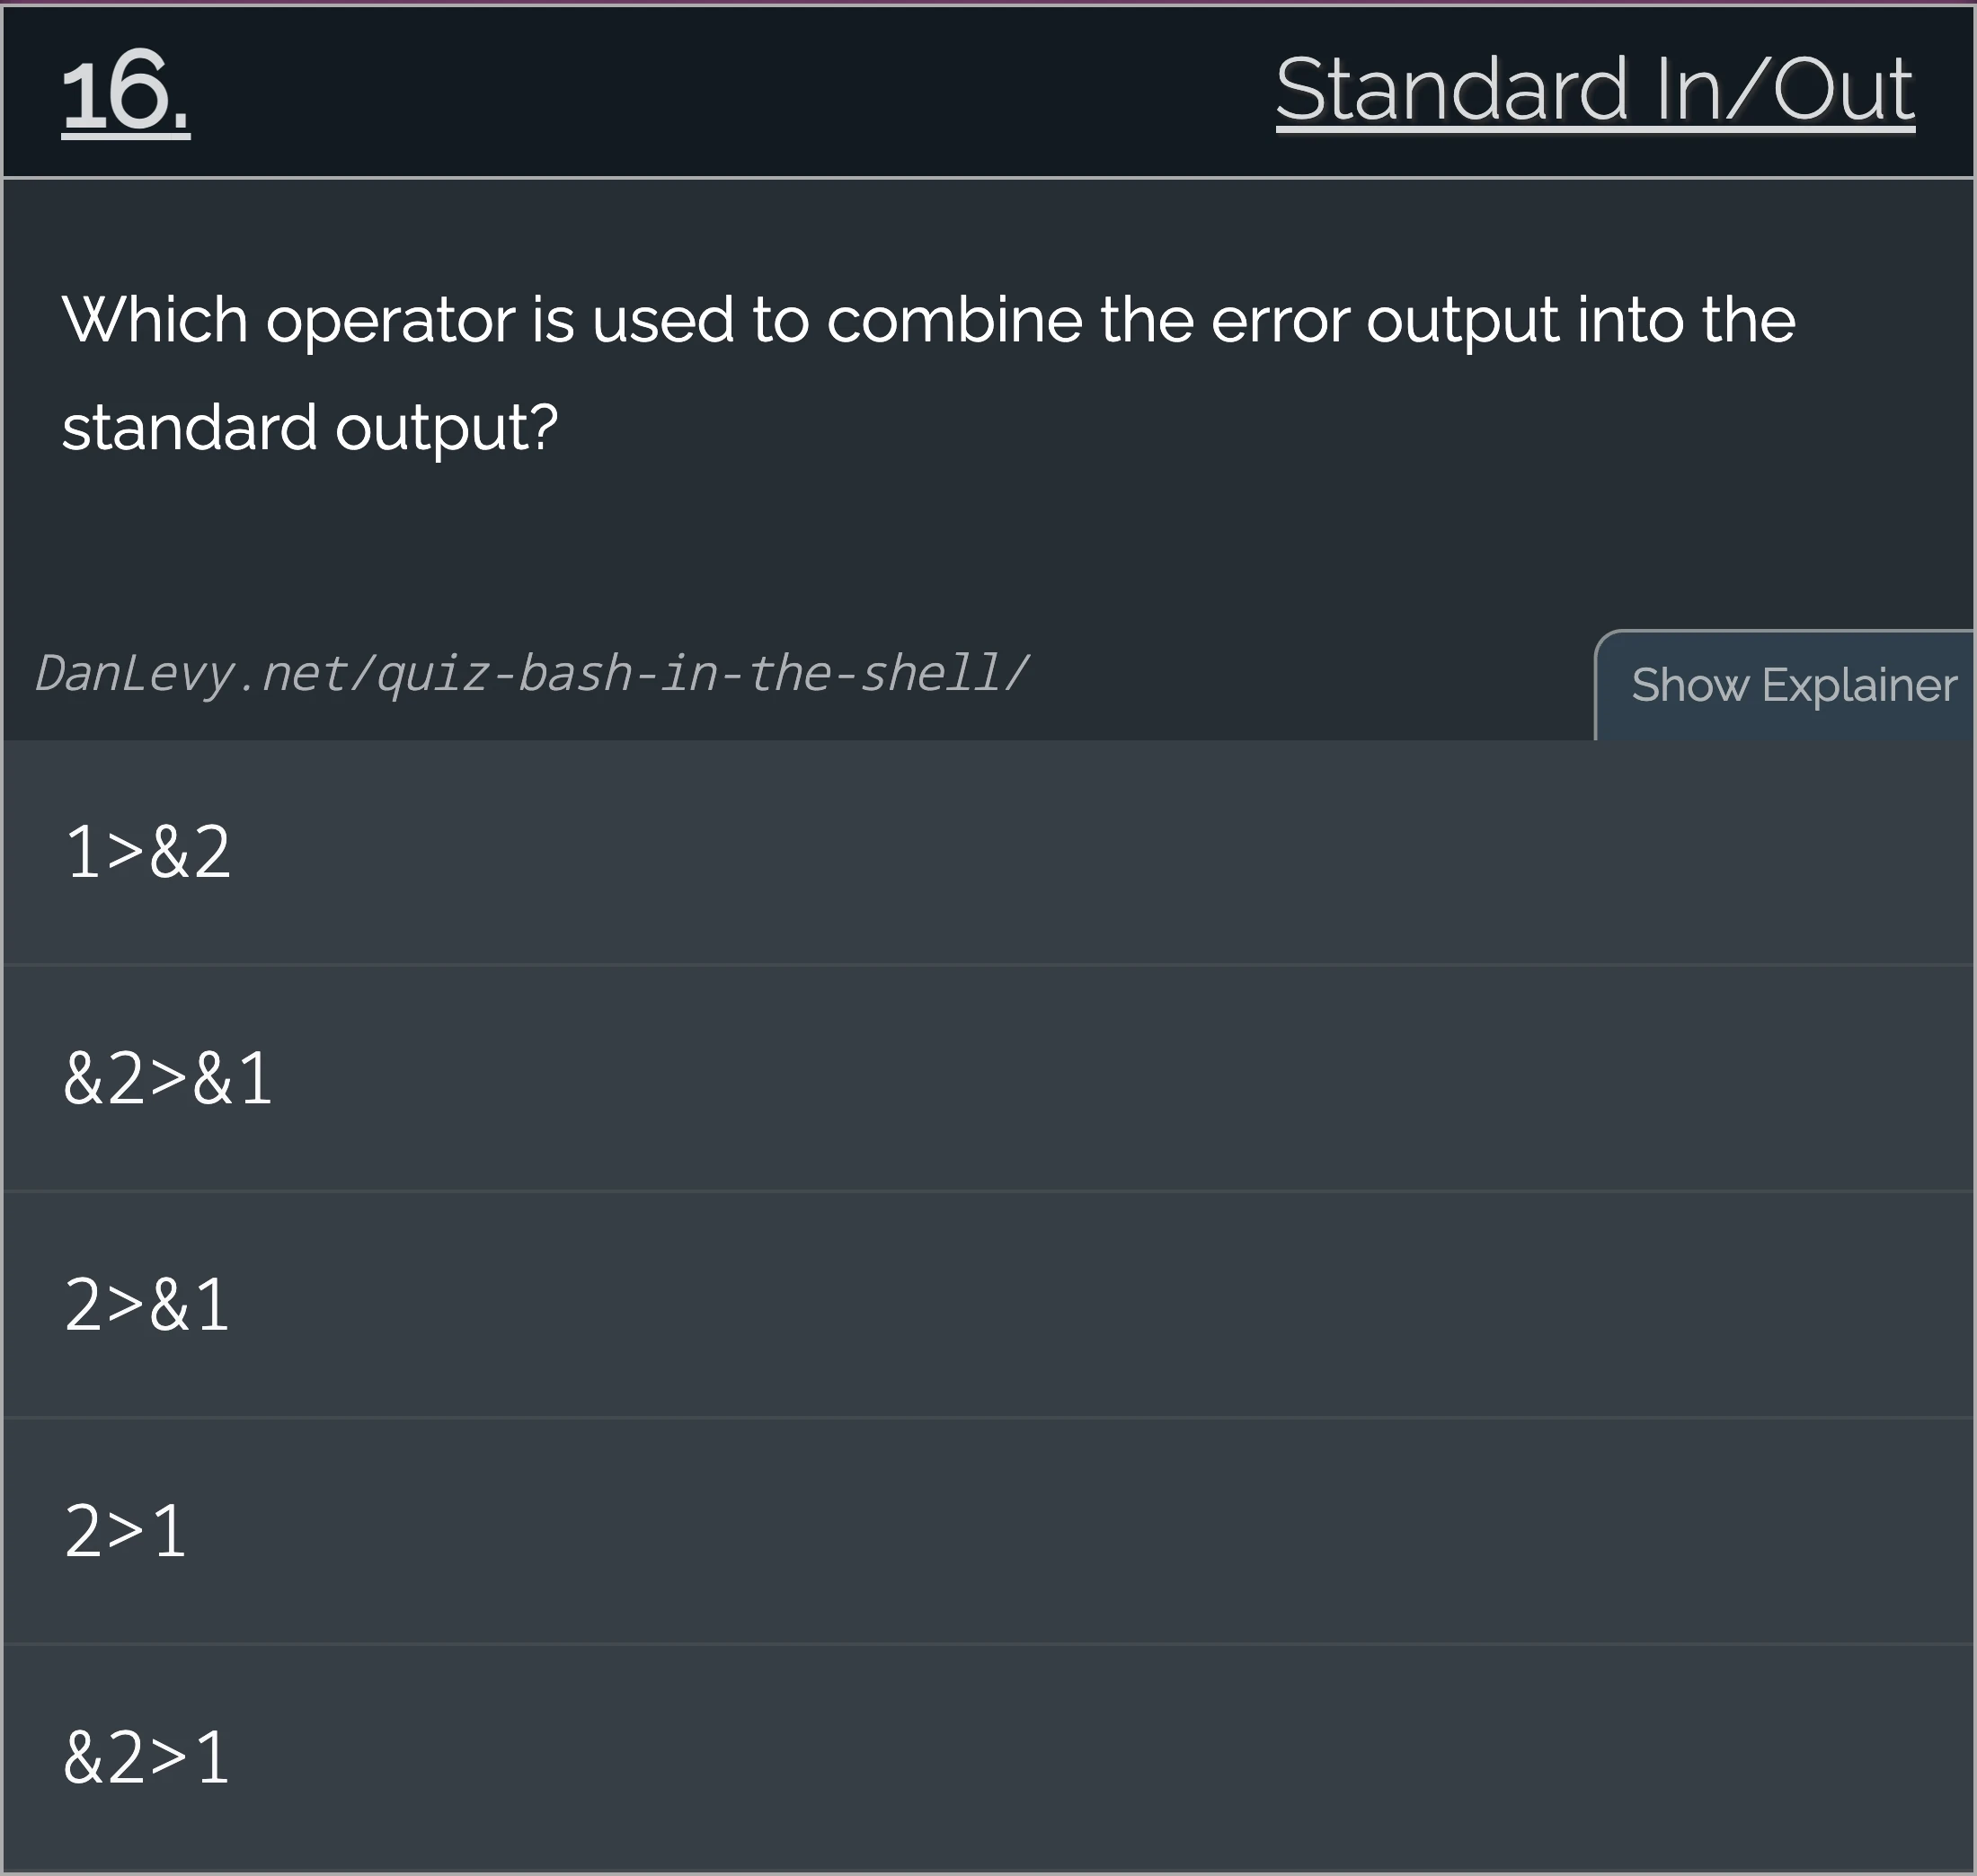 16.
Standard In/Out
Which operator is used to combine the error output into the
standard output?
DanLevy.net/quiz-bash-in-the-shell/
Show Explainer
1>&2
&2>&1
2>&1
2>1
&2>1